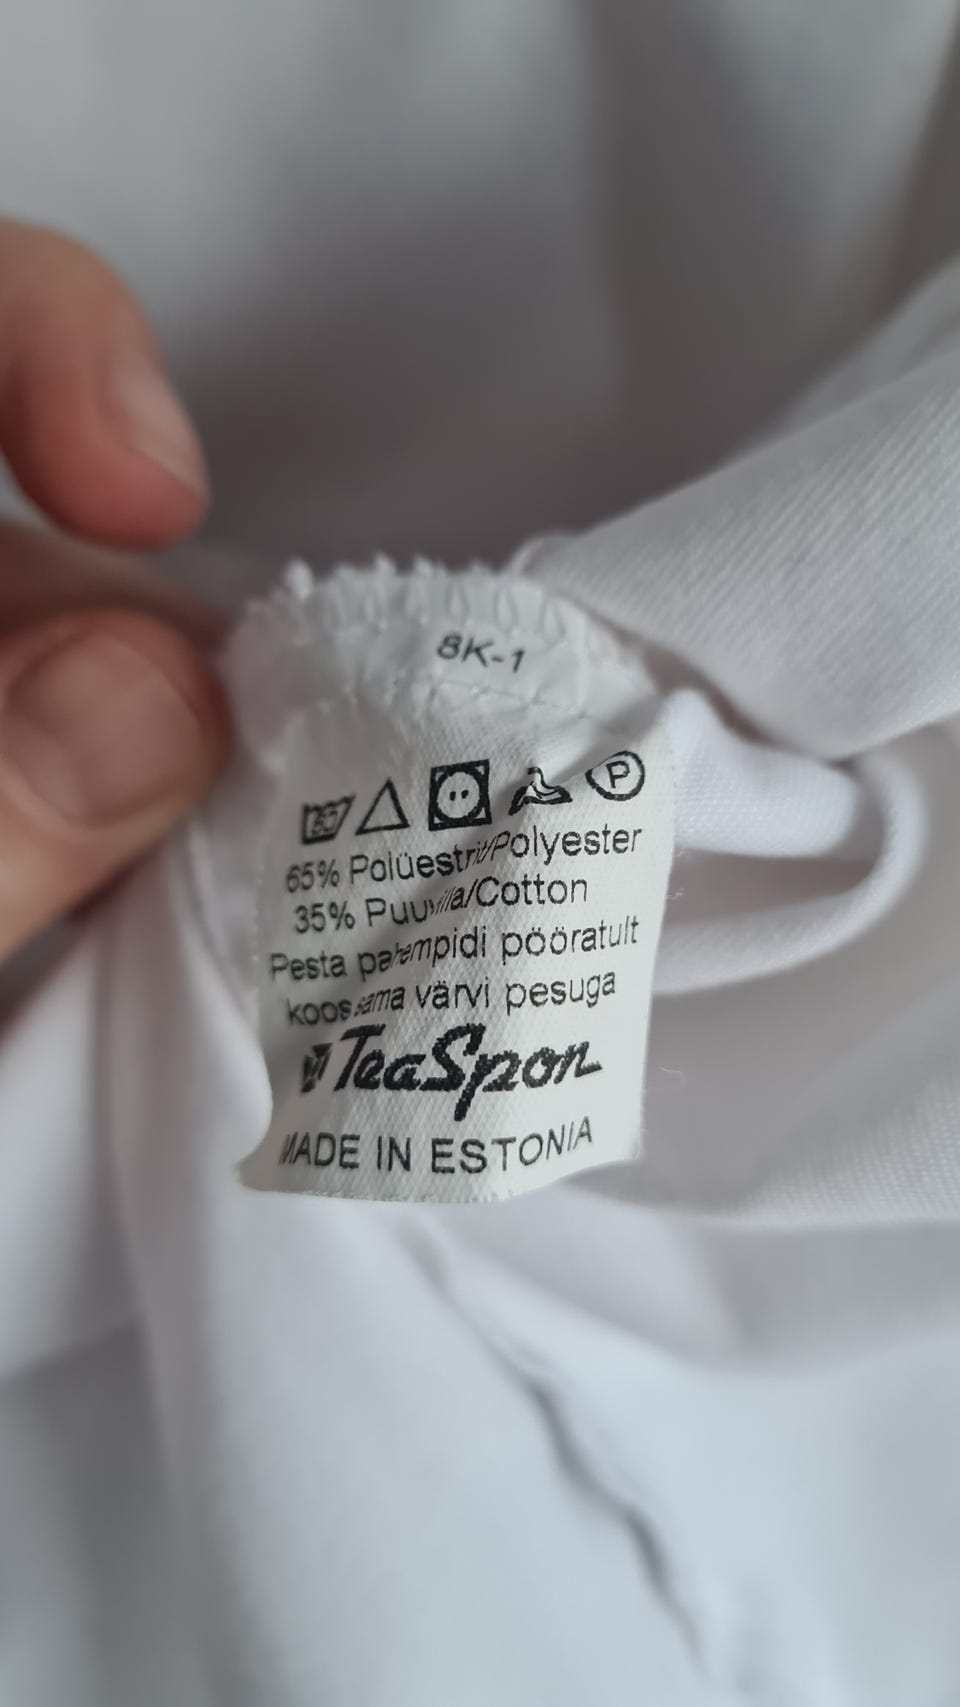 8K-1
P
65% Polüestrit/Polyester
35% Puuvilla/Cotton
Pesta pahempidi pööratult
koos sama värvi pesuga
TeaSpon
MADE IN ESTONIA